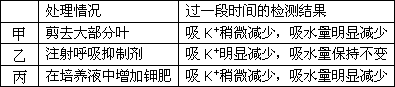 处理情况 过一段时间的检测结果
甲 剪去大部分叶 吸K⁺稍微减少，吸水量明显减少
乙 注射呼吸抑制剂 吸K⁺明显减少，吸水量保持不变
丙 在培养液中增加钾肥 吸K⁺稍微减少，吸水量明显减少